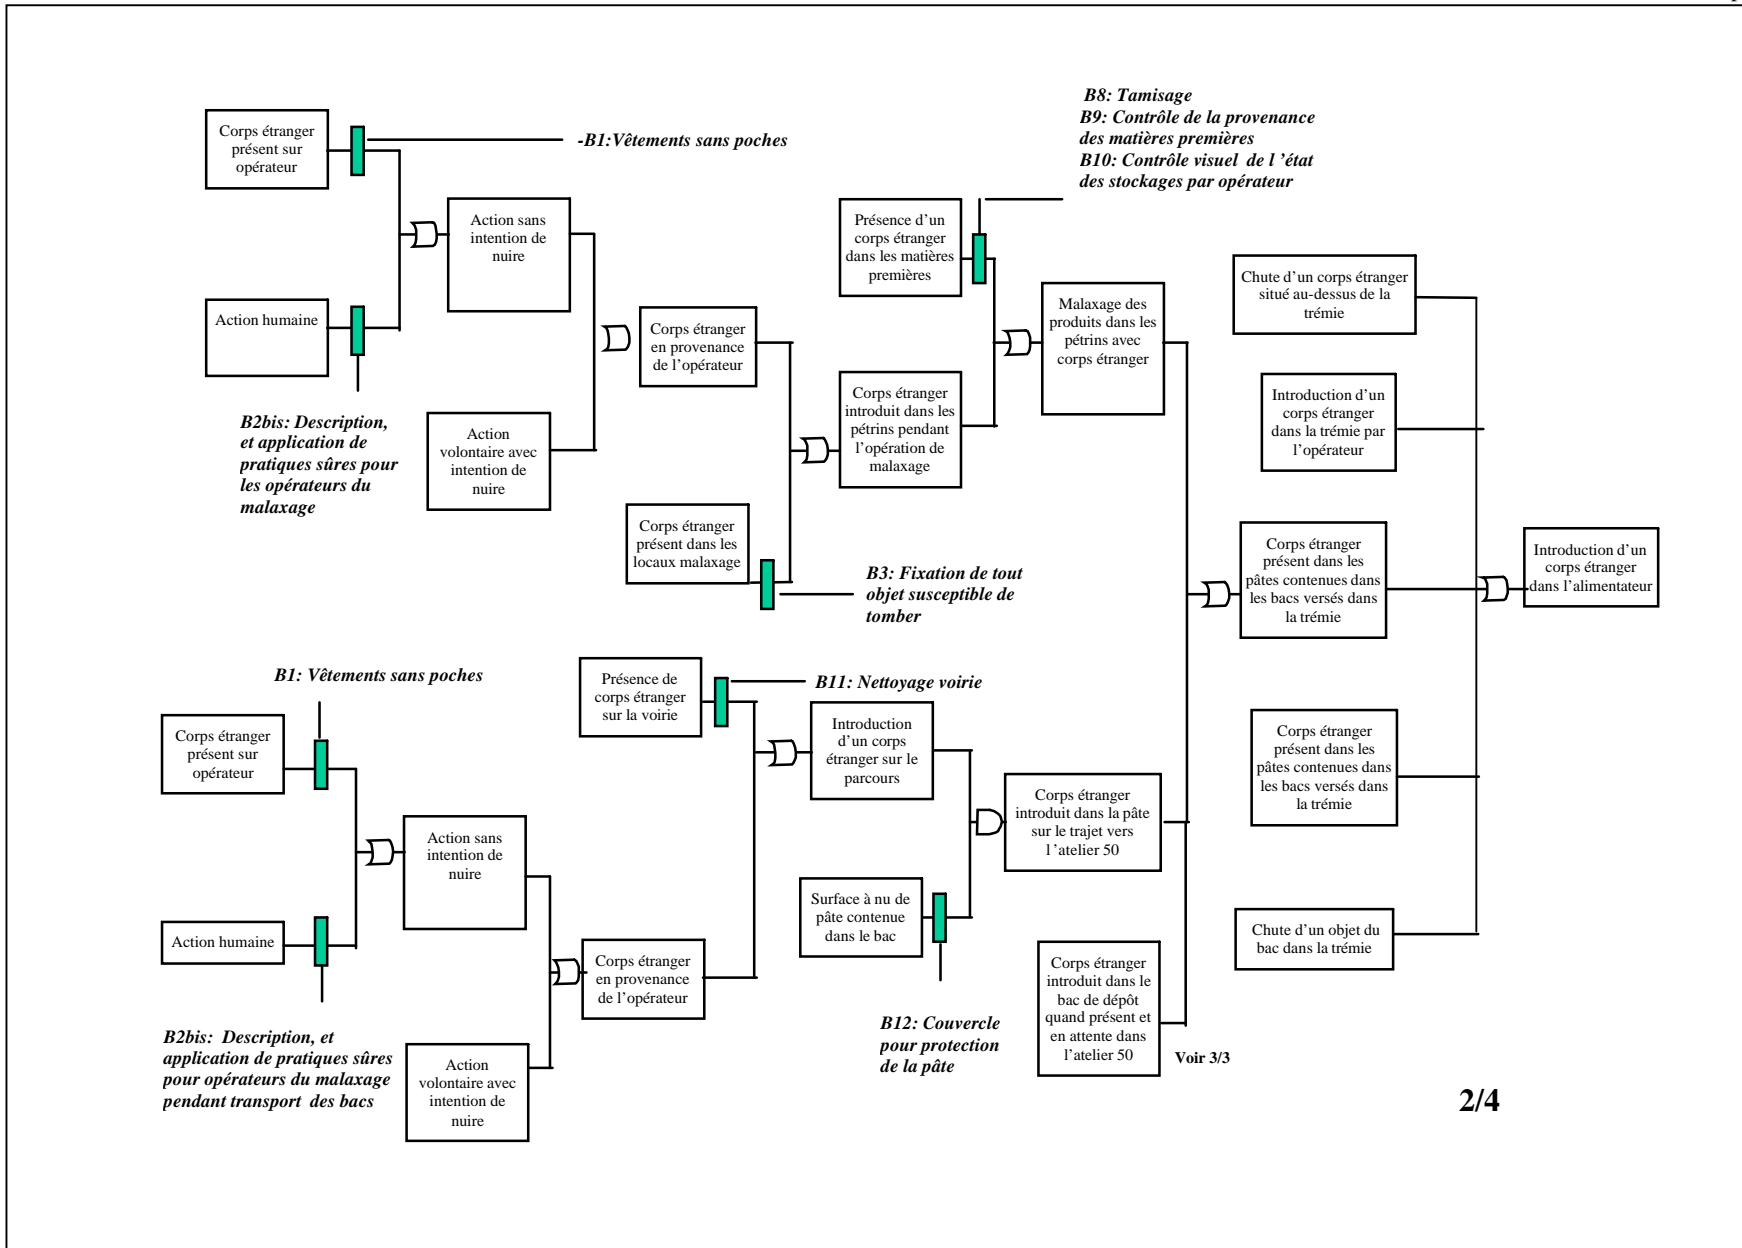 B8: Tamisage
B9: Contrôle de la provenance
des matières premières
B10: Contrôle visuel de l ’état
des stockages par opérateur
Corps étranger
présent sur
opérateur
-B1:Vêtements sans poches
Action sans
intention de
nuire
Présence d’un
corps étranger
dans les matières
premières
Chute d’un corps étranger
situé au-dessus de la
trémie
Action humaine
Corps étranger
en provenance
de l’opérateur
Malaxage des
produits dans les
pétrins avec
corps étranger
B2bis: Description,
et application de
pratiques sûres pour
les opérateurs du
malaxage
Action
volontaire avec
intention de
nuire
Corps étranger
introduit dans les
pétrins pendant
l’opération de
malaxage
Introduction d’un
corps étranger
dans la trémie par
l’opérateur
Corps étranger
présent dans les
locaux malaxage
B3: Fixation de tout
objet susceptible de
tomber
Corps étranger
présent dans les
pâtes contenues dans
les bacs versés dans
la trémie
Introduction d’un
corps étranger
dans l’alimentateur
B1: Vêtements sans poches
Présence de
corps étranger
sur la voirie
B11: Nettoyage voirie
Corps étranger
présent sur
opérateur
Introduction
d’un corps
étranger sur le
parcours
Corps étranger
présent dans les
pâtes contenues dans
les bacs versés dans
la trémie
Action sans
intention de
nuire
Corps étranger
introduit dans la pâte
sur le trajet vers
l ’atelier 50
Action humaine
Surface à nu de
pâte contenue
dans le bac
Chute d’un objet du
bac dans la trémie
Corps étranger
en provenance
de l’opérateur
Corps étranger
introduit dans le
bac de dépôt
quand présent et
en attente dans
l’atelier 50
B2bis: Description, et
application de pratiques sûres
pour opérateurs du malaxage
pendant transport des bacs
Action
volontaire avec
intention de
nuire
B12: Couvercle
pour protection
de la pâte
Voir 3/3
2/4